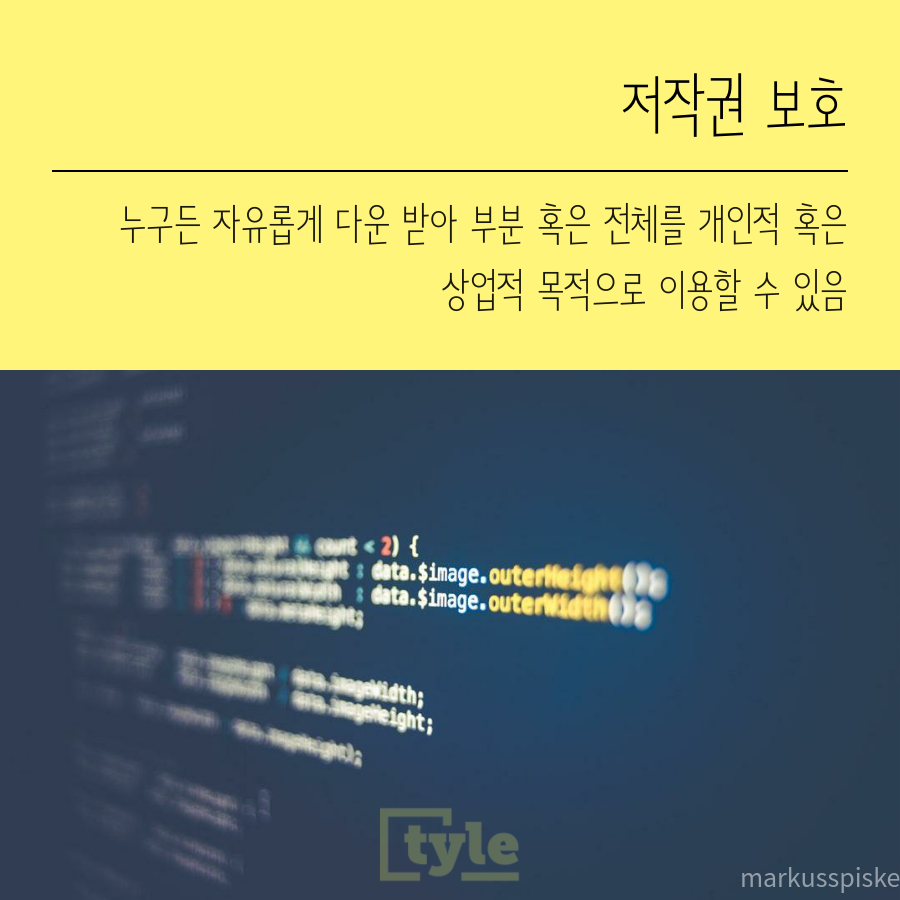 저작권 보호
누구든 자유롭게 다운 받아 부분 혹은 전체를 개인적 혹은
상업적 목적으로 이용할 수 있음
count < 2) {
: data.$image.outerHeight()
: data.$image.outerWidth()
data.imageWidth;
data.imageHeight;
tyle
markusspiske